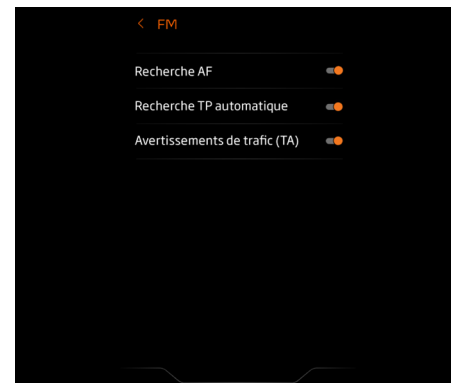 FM
Recherche AF
Recherche TP automatique
Avertissements de trafic (TA)